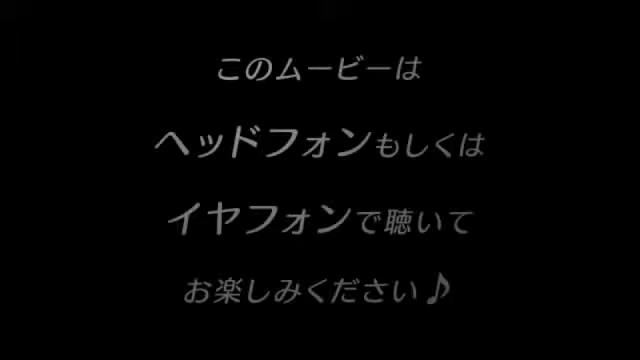 このムービーは
ヘッドフォンもしくは
イヤフォンで聴いて
お楽しみください♪